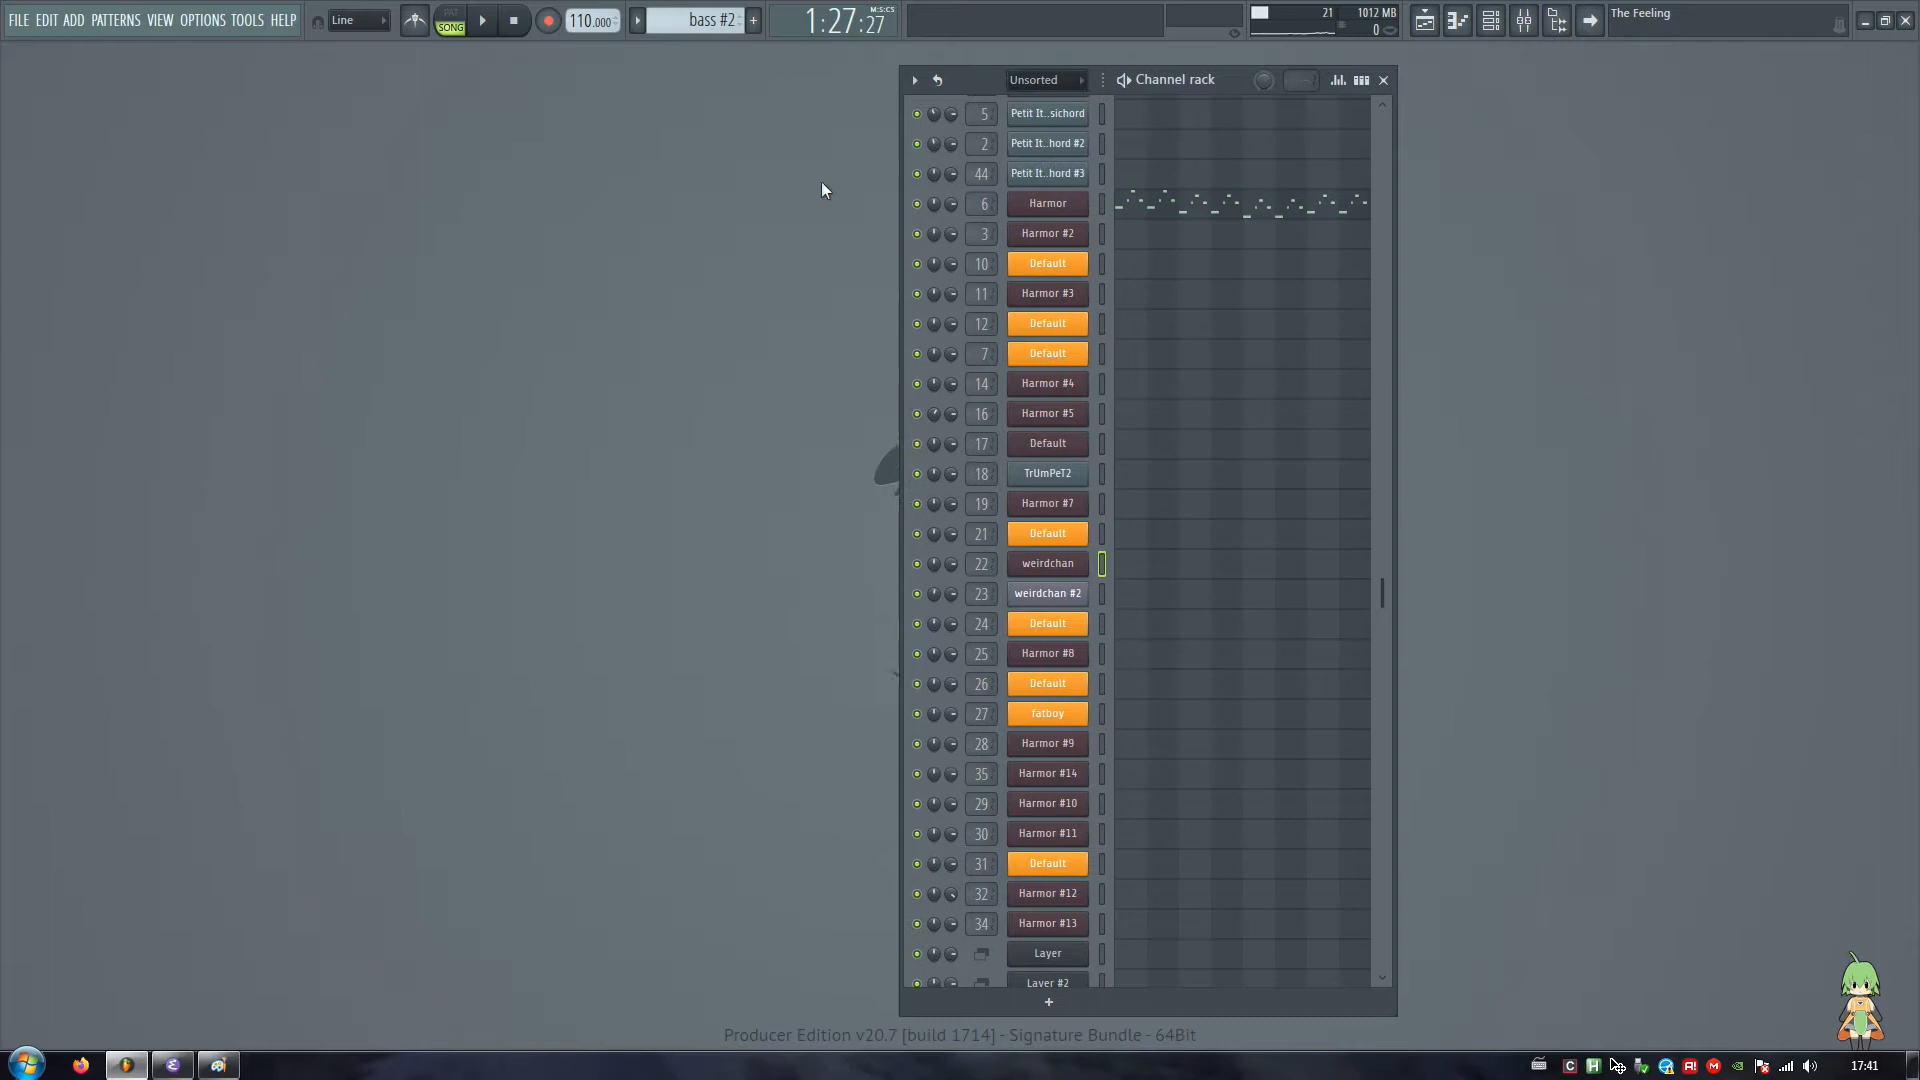 FILE EDIT ADD PATTERNS VIEW OPTIONS TOOLS HELP
Line
PAT
SONG
110.000
bass #2
1:27:27
M:S:CS
21
1012 MB
0
The Feeling
Unsorted
Channel rack
5 Petit It..sichord
2 Petit It..hord #2
44 Petit It..hord #3
6 Harmor
3 Harmor #2
10 Default
11 Harmor #3
12 Default
7 Default
14 Harmor #4
16 Harmor #5
17 Default
18 TrUmPeT2
19 Harmor #7
21 Default
22 weirdchan
23 weirdchan #2
24 Default
25 Harmor #8
26 Default
27 fatboy
28 Harmor #9
35 Harmor #14
29 Harmor #10
30 Harmor #11
31 Default
32 Harmor #12
34 Harmor #13
Layer
Layer #2
+
Producer Edition v20.7 [build 1714] - Signature Bundle - 64Bit
17:41